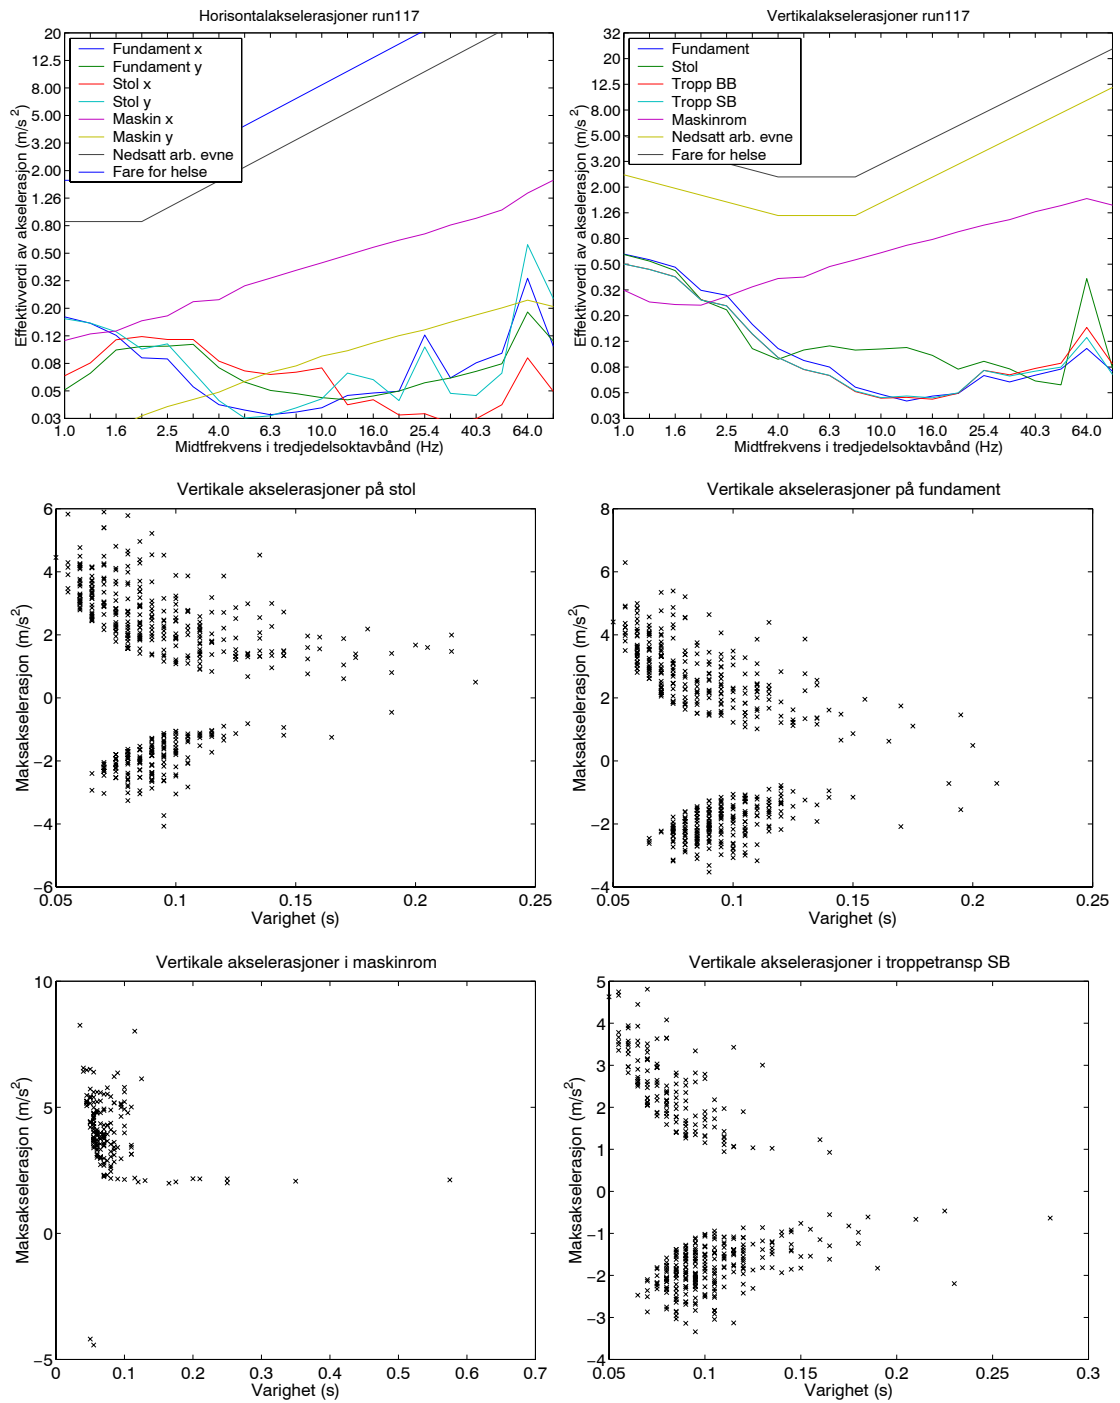 Horisontalakselerasjoner run117
Effektivverdi av akselerasjon (m/s²)
20
12.5
8.00
5.00
3.20
2.00
1.26
0.80
0.50
0.32
0.20
0.12
0.08
0.05
0.03
Fundament x
Fundament y
Stol x
Stol y
Maskin x
Maskin y
Nedsatt arb. evne
Fare for helse
1.0 1.6 2.5 4.0 6.3 10.0 16.0 25.4 40.3 64.0
Midtfrekvens i tredjedelsoktavbånd (Hz)
Vertikalakselerasjoner run117
Effektivverdi av akselerasjon (m/s²)
32
20
12.5
8.00
5.00
3.20
2.00
1.26
0.80
0.50
0.32
0.20
0.12
0.08
0.05
0.03
Fundament
Stol
Tropp BB
Tropp SB
Maskinrom
Nedsatt arb. evne
Fare for helse
1.0 1.6 2.5 4.0 6.3 10.0 16.0 25.4 40.3 64.0
Midtfrekvens i tredjedelsoktavbånd (Hz)
Vertikale akselerasjoner på stol
Maksakselerasjon (m/s²)
6
4
2
0
−2
−4
−6
0.05 0.1 0.15 0.2 0.25
Varighet (s)
Vertikale akselerasjoner på fundament
Maksakselerasjon (m/s²)
8
6
4
2
0
−2
−4
0.05 0.1 0.15 0.2 0.25
Varighet (s)
Vertikale akselerasjoner i maskinrom
Maksakselerasjon (m/s²)
10
5
0
−5
0 0.1 0.2 0.3 0.4 0.5 0.6 0.7
Varighet (s)
Vertikale akselerasjoner i troppetransp SB
Maksakselerasjon (m/s²)
5
4
3
2
1
0
−1
−2
−3
−4
0.05 0.1 0.15 0.2 0.25 0.3
Varighet (s)